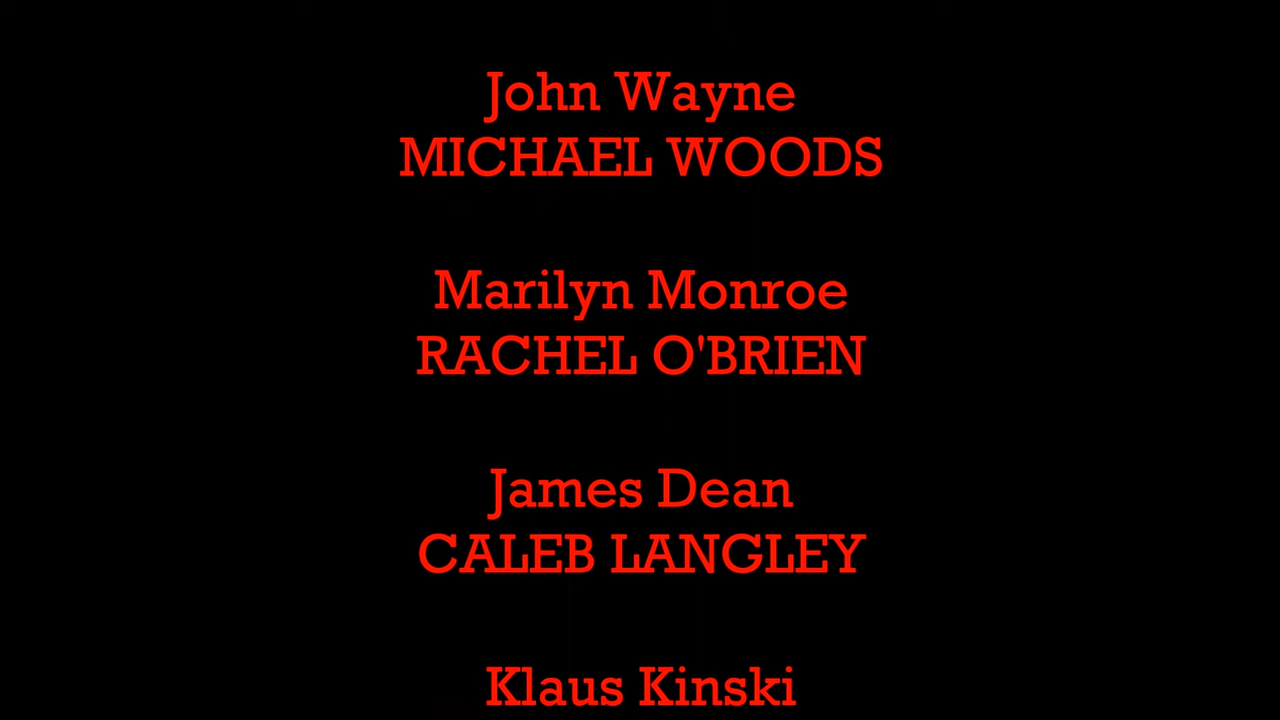 John Wayne
MICHAEL WOODS
Marilyn Monroe
RACHEL O'BRIEN
James Dean
CALEB LANGLEY
Klaus Kinski